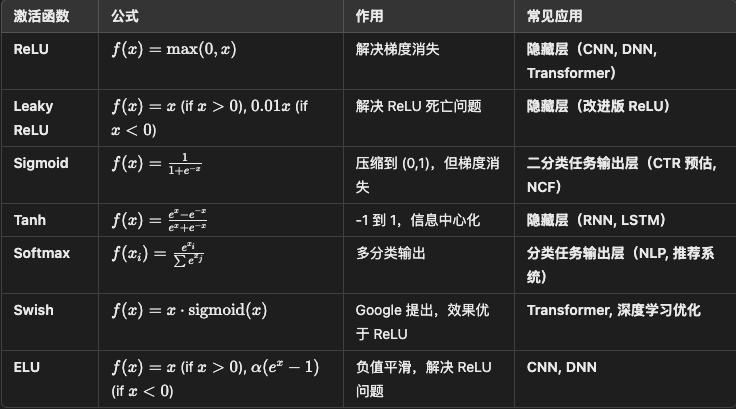 激活函数 公式 作用 常见应用
ReLU f(x) = max(0, x) 解决梯度消失 隐藏层（CNN, DNN,
Transformer）
Leaky f(x) = x (if x > 0), 0.01x (if 解决 ReLU 死亡问题 隐藏层（改进版 ReLU）
ReLU x < 0)
Sigmoid f(x) = 1/(1+e^{-x}) 压缩到 (0,1)，但梯度消 二分类任务输出层（CTR 预估,
失 NCF）
Tanh f(x) = (e^x−e^{-x})/(e^x+e^{-x}) -1 到 1，信息中心化 隐藏层（RNN, LSTM）
Softmax f(x_i) = e^{x_i}/∑e^{x_j} 多分类输出 分类任务输出层（NLP, 推荐系
统）
Swish f(x) = x · sigmoid(x) Google 提出，效果优 Transformer, 深度学习优化
于 ReLU
ELU f(x) = x (if x > 0), α(e^x − 1) 负值平滑，解决 ReLU CNN, DNN
(if x < 0) 问题